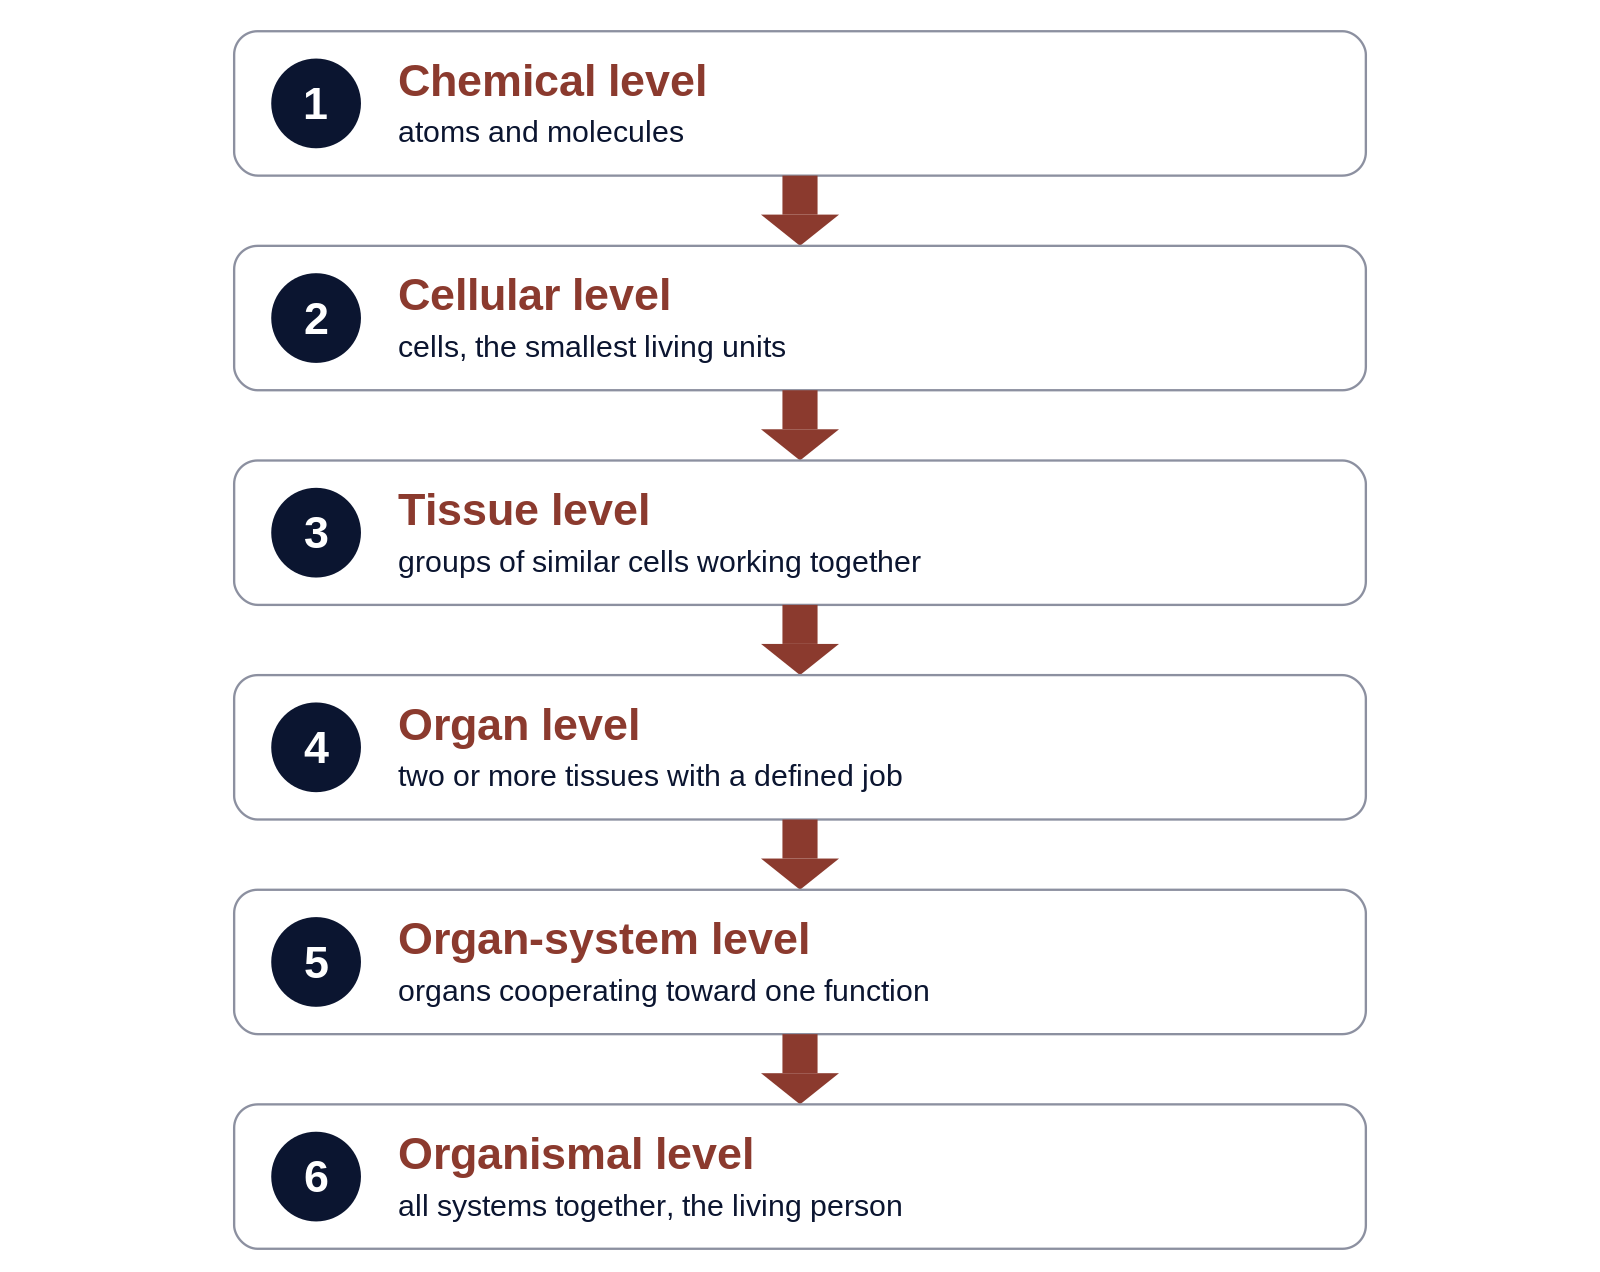 1
Chemical level
atoms and molecules
2
Cellular level
cells, the smallest living units
3
Tissue level
groups of similar cells working together
4
Organ level
two or more tissues with a defined job
5
Organ-system level
organs cooperating toward one function
6
Organismal level
all systems together, the living person